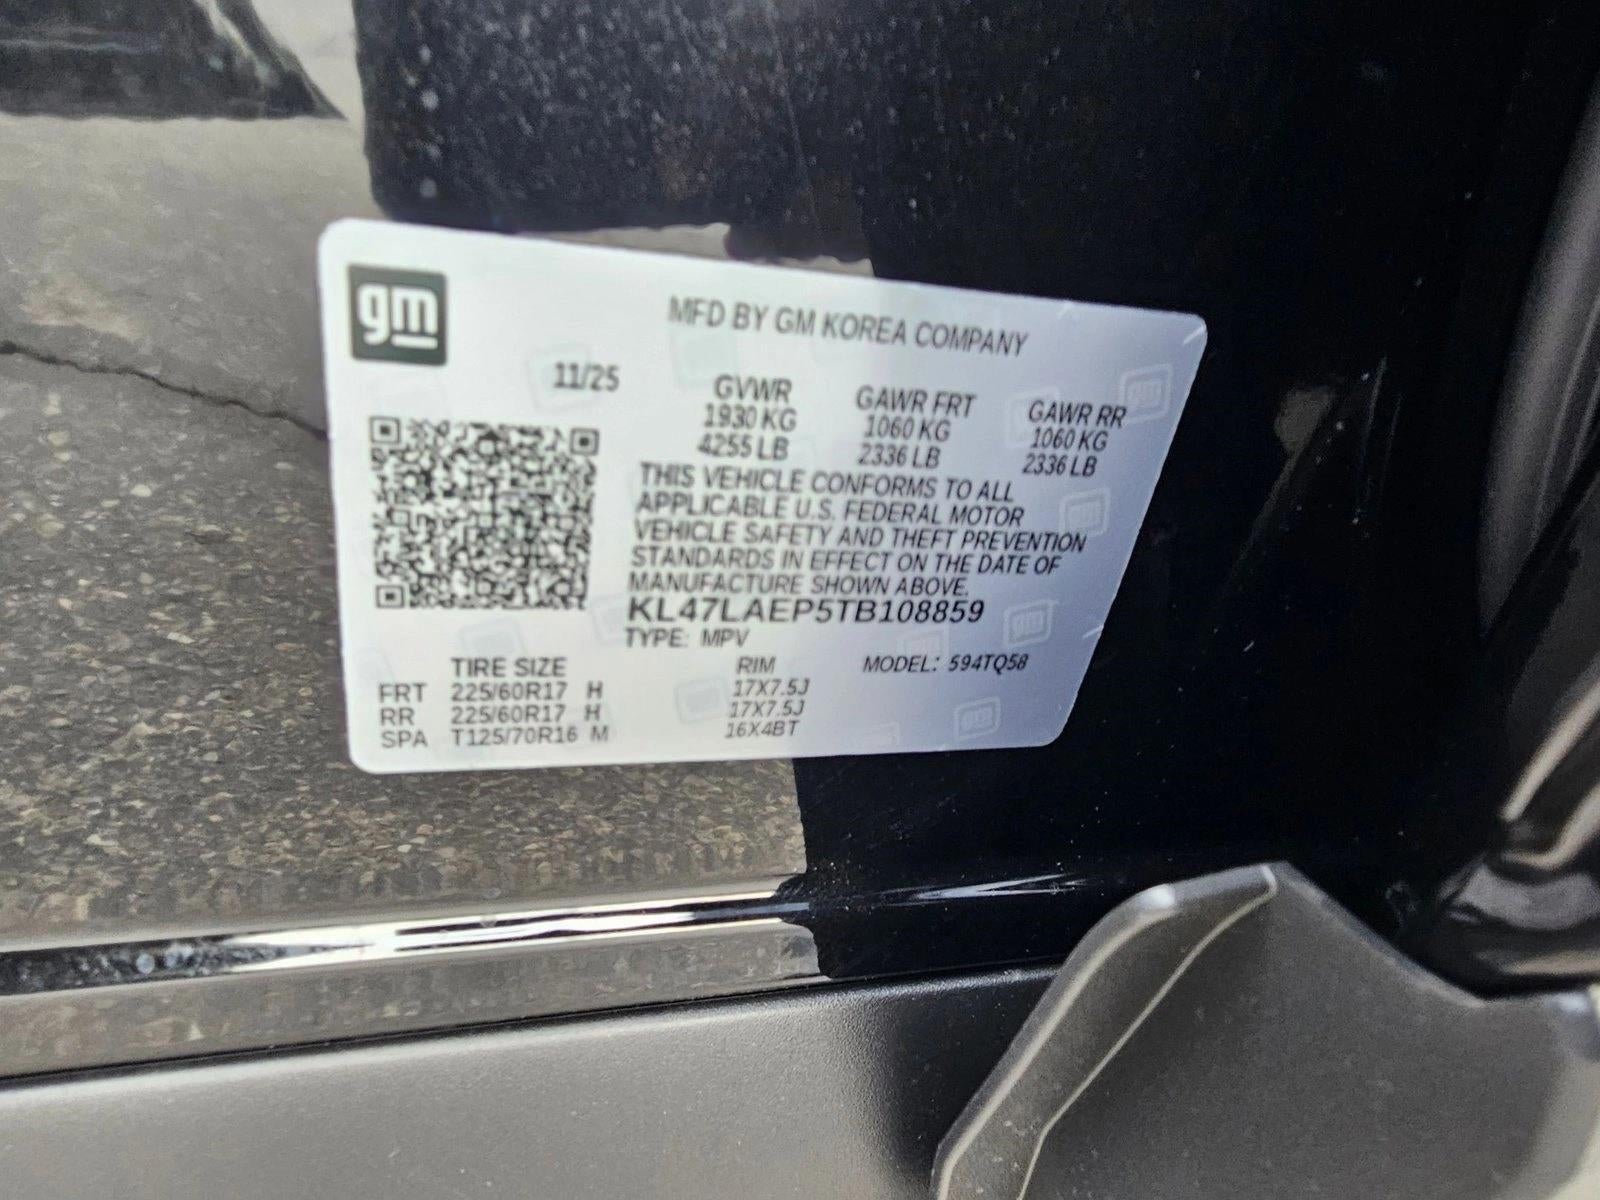 gm
MFD BY GM KOREA COMPANY
11/25
GVWR GAWR FRT GAWR RR
1930 KG 1060 KG 1060 KG
4255 LB 2336 LB 2336 LB
THIS VEHICLE CONFORMS TO ALL
APPLICABLE U.S. FEDERAL MOTOR
VEHICLE SAFETY AND THEFT PREVENTION
STANDARDS IN EFFECT ON THE DATE OF
MANUFACTURE SHOWN ABOVE.
KL47LAEP5TB108859
TYPE: MPV
TIRE SIZE RIM MODEL: 594TQ58
FRT 225/60R17 H 17X7.5J
RR 225/60R17 H 17X7.5J
SPA T125/70R16 M 16X4BT